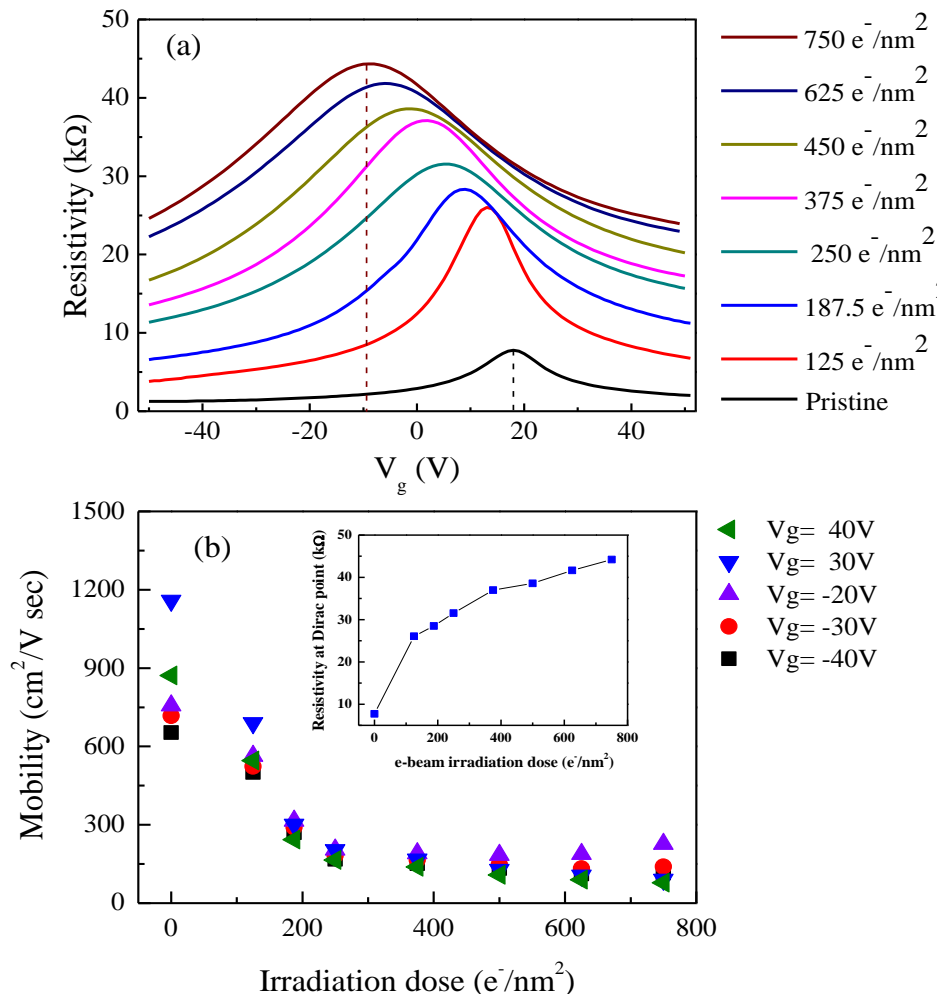 (a)
50
40
30
20
10
0
Resistivity (kΩ)
-40 -20 0 20 40
V_g (V)
750 e⁻/nm²
625 e⁻/nm²
450 e⁻/nm²
375 e⁻/nm²
250 e⁻/nm²
187.5 e⁻/nm²
125 e⁻/nm²
Pristine
(b)
1500
1200
900
600
300
0
Mobility (cm²/V sec)
0 200 400 600 800
Irradiation dose (e⁻/nm²)
50
40
30
20
10
Resistivity at Dirac point (kΩ)
0 200 400 600 800
e-beam irradiation dose (e⁻/nm²)
Vg= 40V
Vg= 30V
Vg= -20V
Vg= -30V
Vg= -40V